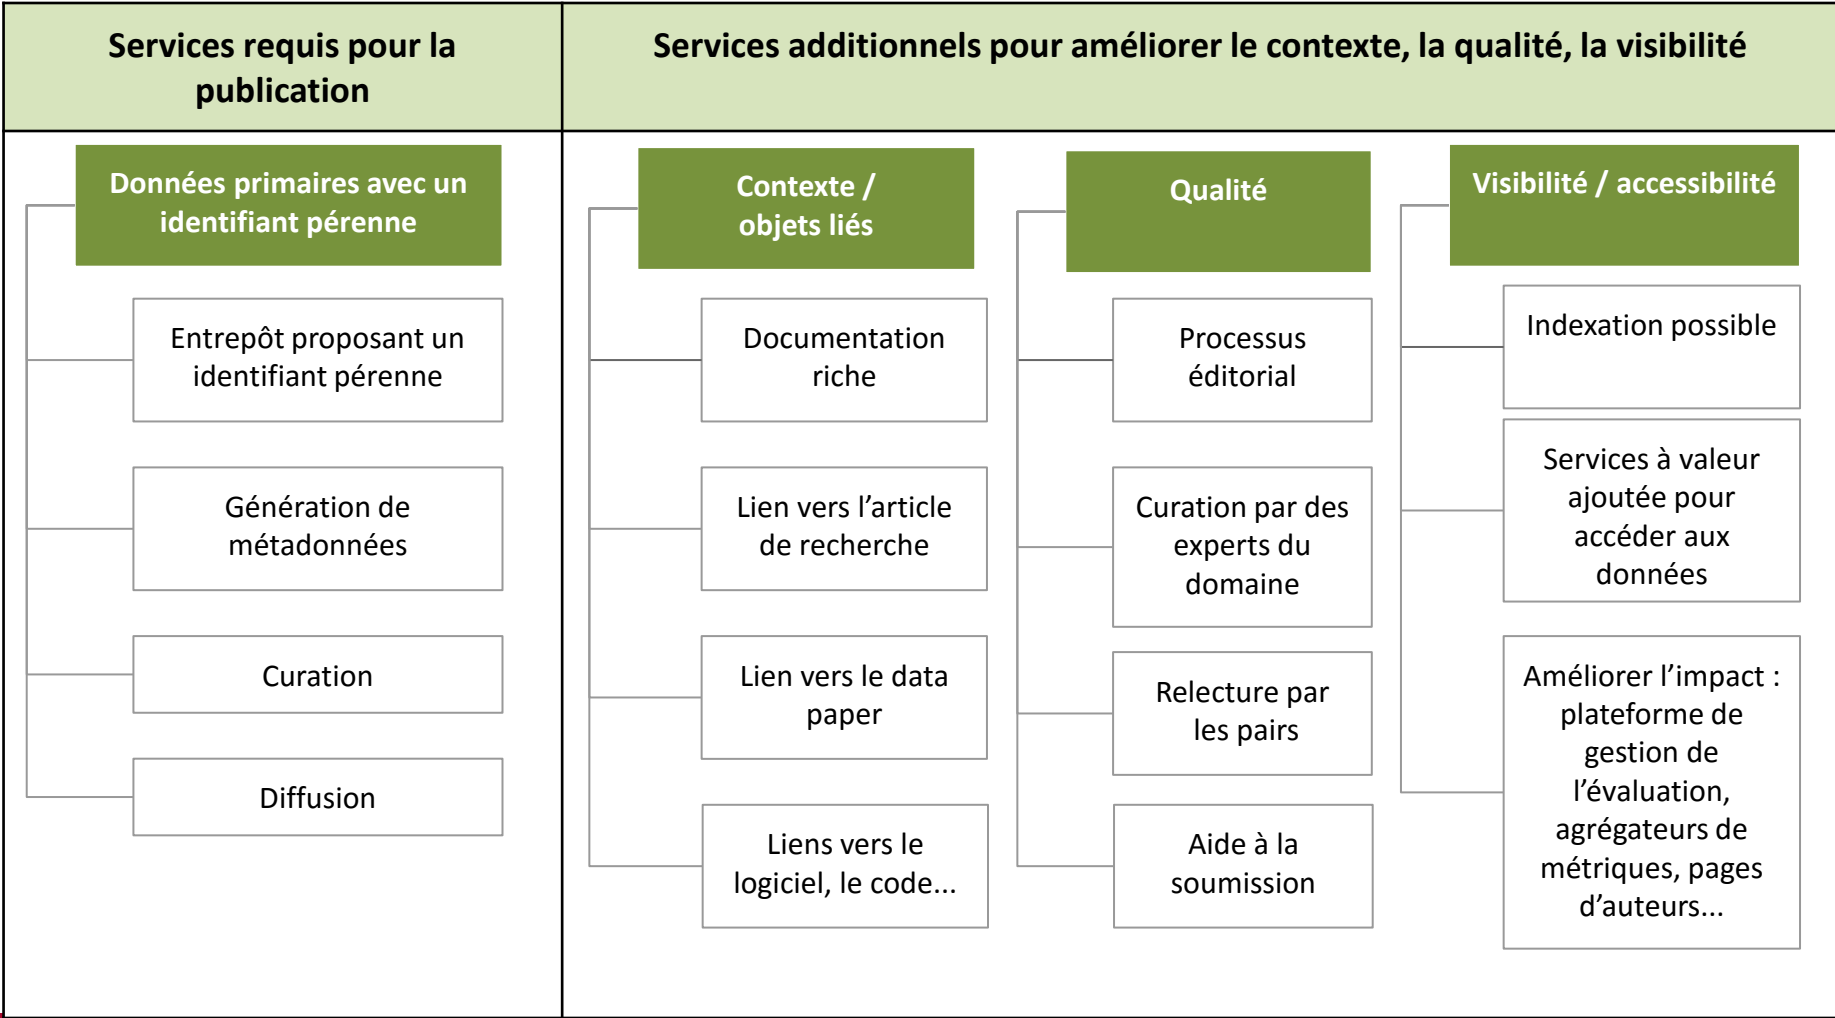 Services requis pour la
publication
Services additionnels pour améliorer le contexte, la qualité, la visibilité
Données primaires avec un
identifiant pérenne
Entrepôt proposant un
identifiant pérenne
Génération de
métadonnées
Curation
Diffusion
Contexte /
objets liés
Documentation
riche
Lien vers l’article
de recherche
Lien vers le data
paper
Liens vers le
logiciel, le code...
Qualité
Processus
éditorial
Curation par des
experts du
domaine
Relecture par
les pairs
Aide à la
soumission
Visibilité / accessibilité
Indexation possible
Services à valeur
ajoutée pour
accéder aux
données
Améliorer l’impact :
plateforme de
gestion de
l’évaluation,
agrégateurs de
métriques, pages
d’auteurs...